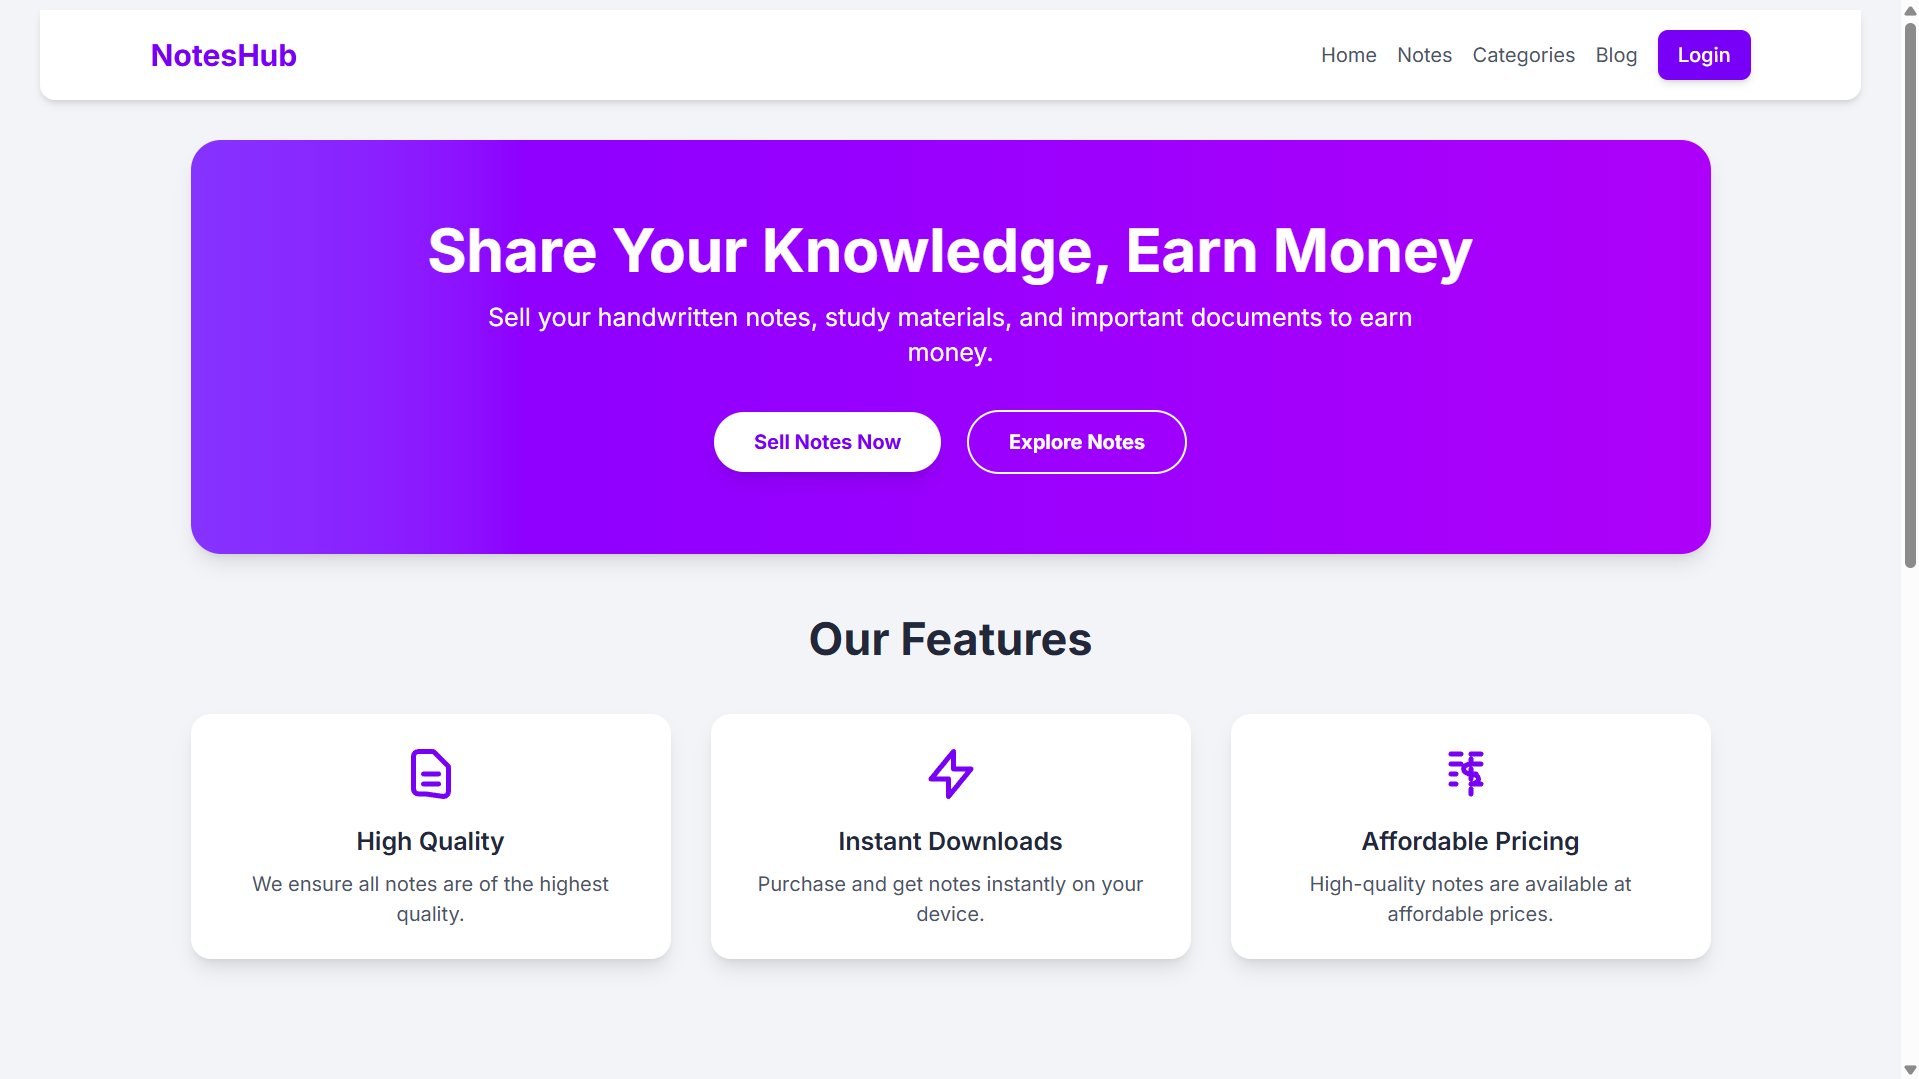 NotesHub
Home Notes Categories Blog Login
Share Your Knowledge, Earn Money
Sell your handwritten notes, study materials, and important documents to earn
money.
Sell Notes Now Explore Notes
Our Features
High Quality
We ensure all notes are of the highest
quality.
Instant Downloads
Purchase and get notes instantly on your
device.
Affordable Pricing
High-quality notes are available at
affordable prices.